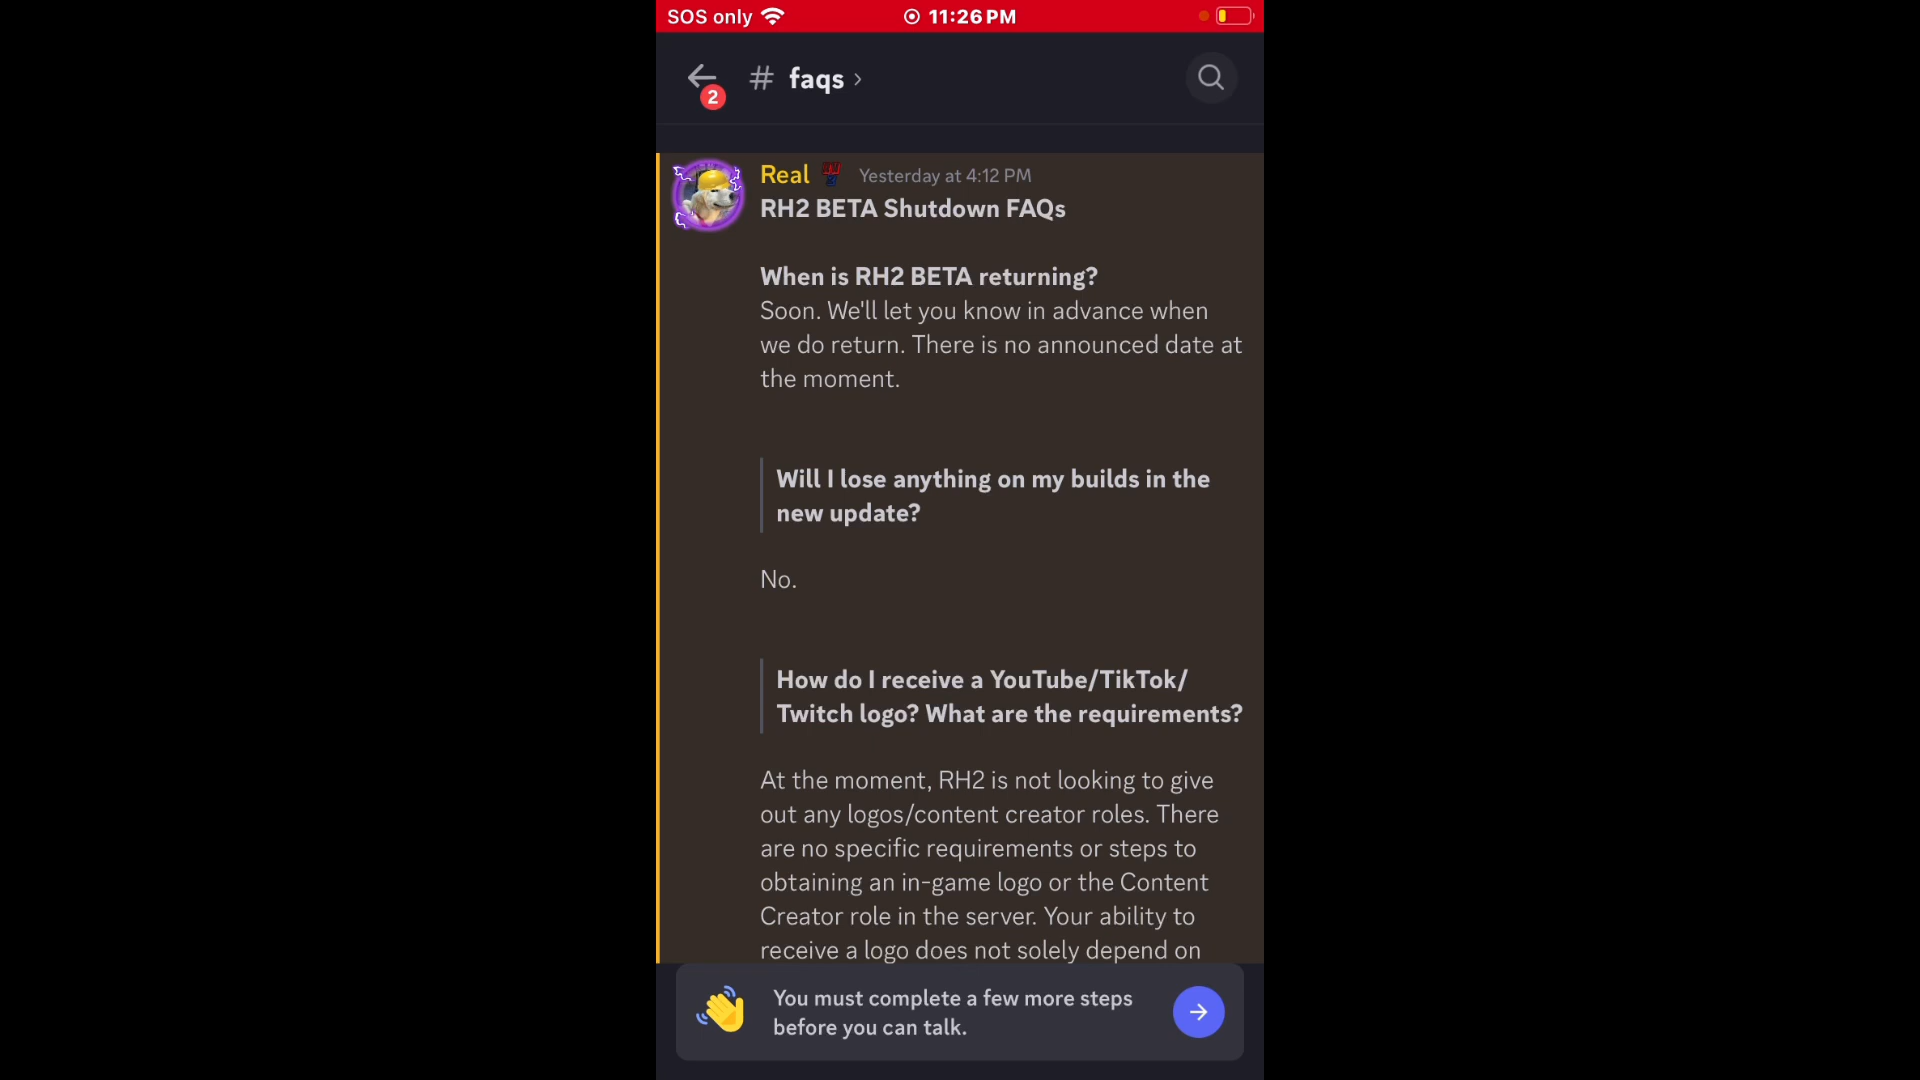 SOS only
11:26 PM
# faqs >
2
Real Yesterday at 4:12 PM
RH2 BETA Shutdown FAQs
When is RH2 BETA returning?
Soon. We'll let you know in advance when
we do return. There is no announced date at
the moment.
Will I lose anything on my builds in the
new update?
No.
How do I receive a YouTube/TikTok/
Twitch logo? What are the requirements?
At the moment, RH2 is not looking to give
out any logos/content creator roles. There
are no specific requirements or steps to
obtaining an in-game logo or the Content
Creator role in the server. Your ability to
receive a logo does not solely depend on
You must complete a few more steps
before you can talk.